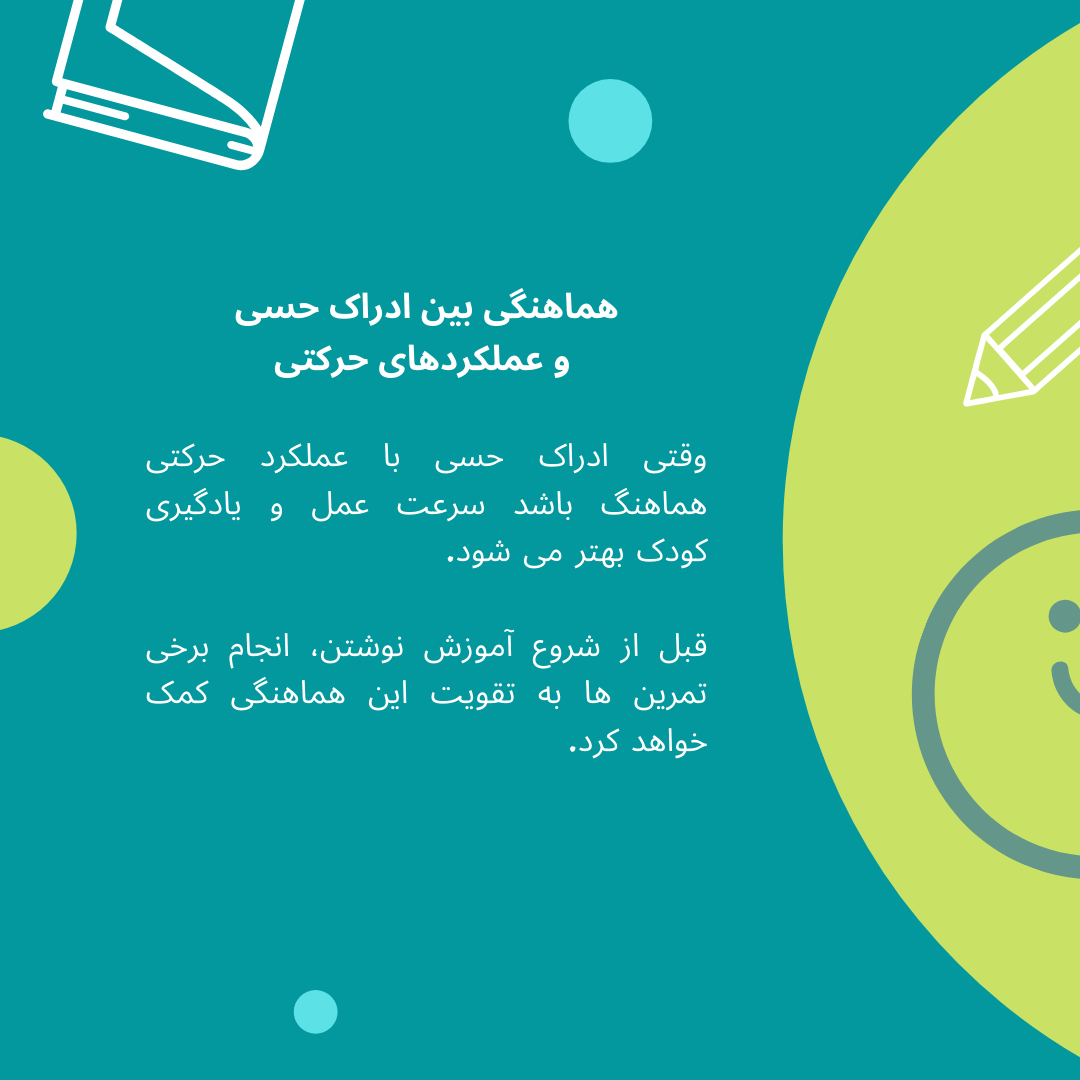 هماهنگی بین ادراک حسی
و عملکردهای حرکتی
وقتی ادراک حسی با عملکرد حرکتی
هماهنگ باشد سرعت عمل و یادگیری
کودک بهتر می شود.
قبل از شروع آموزش نوشتن، انجام برخی
تمرین ها به تقویت این هماهنگی کمک
خواهد کرد.